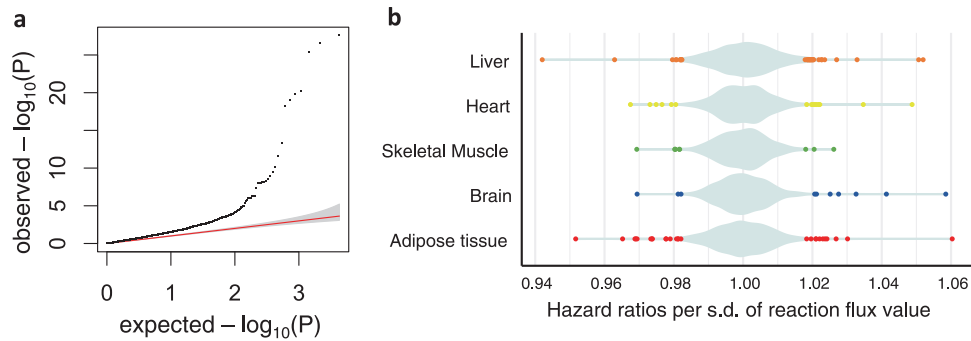 a
observed − log10(P)
20
10
5
0
0
1
2
3
expected − log10(P)
b
Liver
Heart
Skeletal Muscle
Brain
Adipose tissue
0.94
0.96
0.98
1.00
1.02
1.04
1.06
Hazard ratios per s.d. of reaction flux value